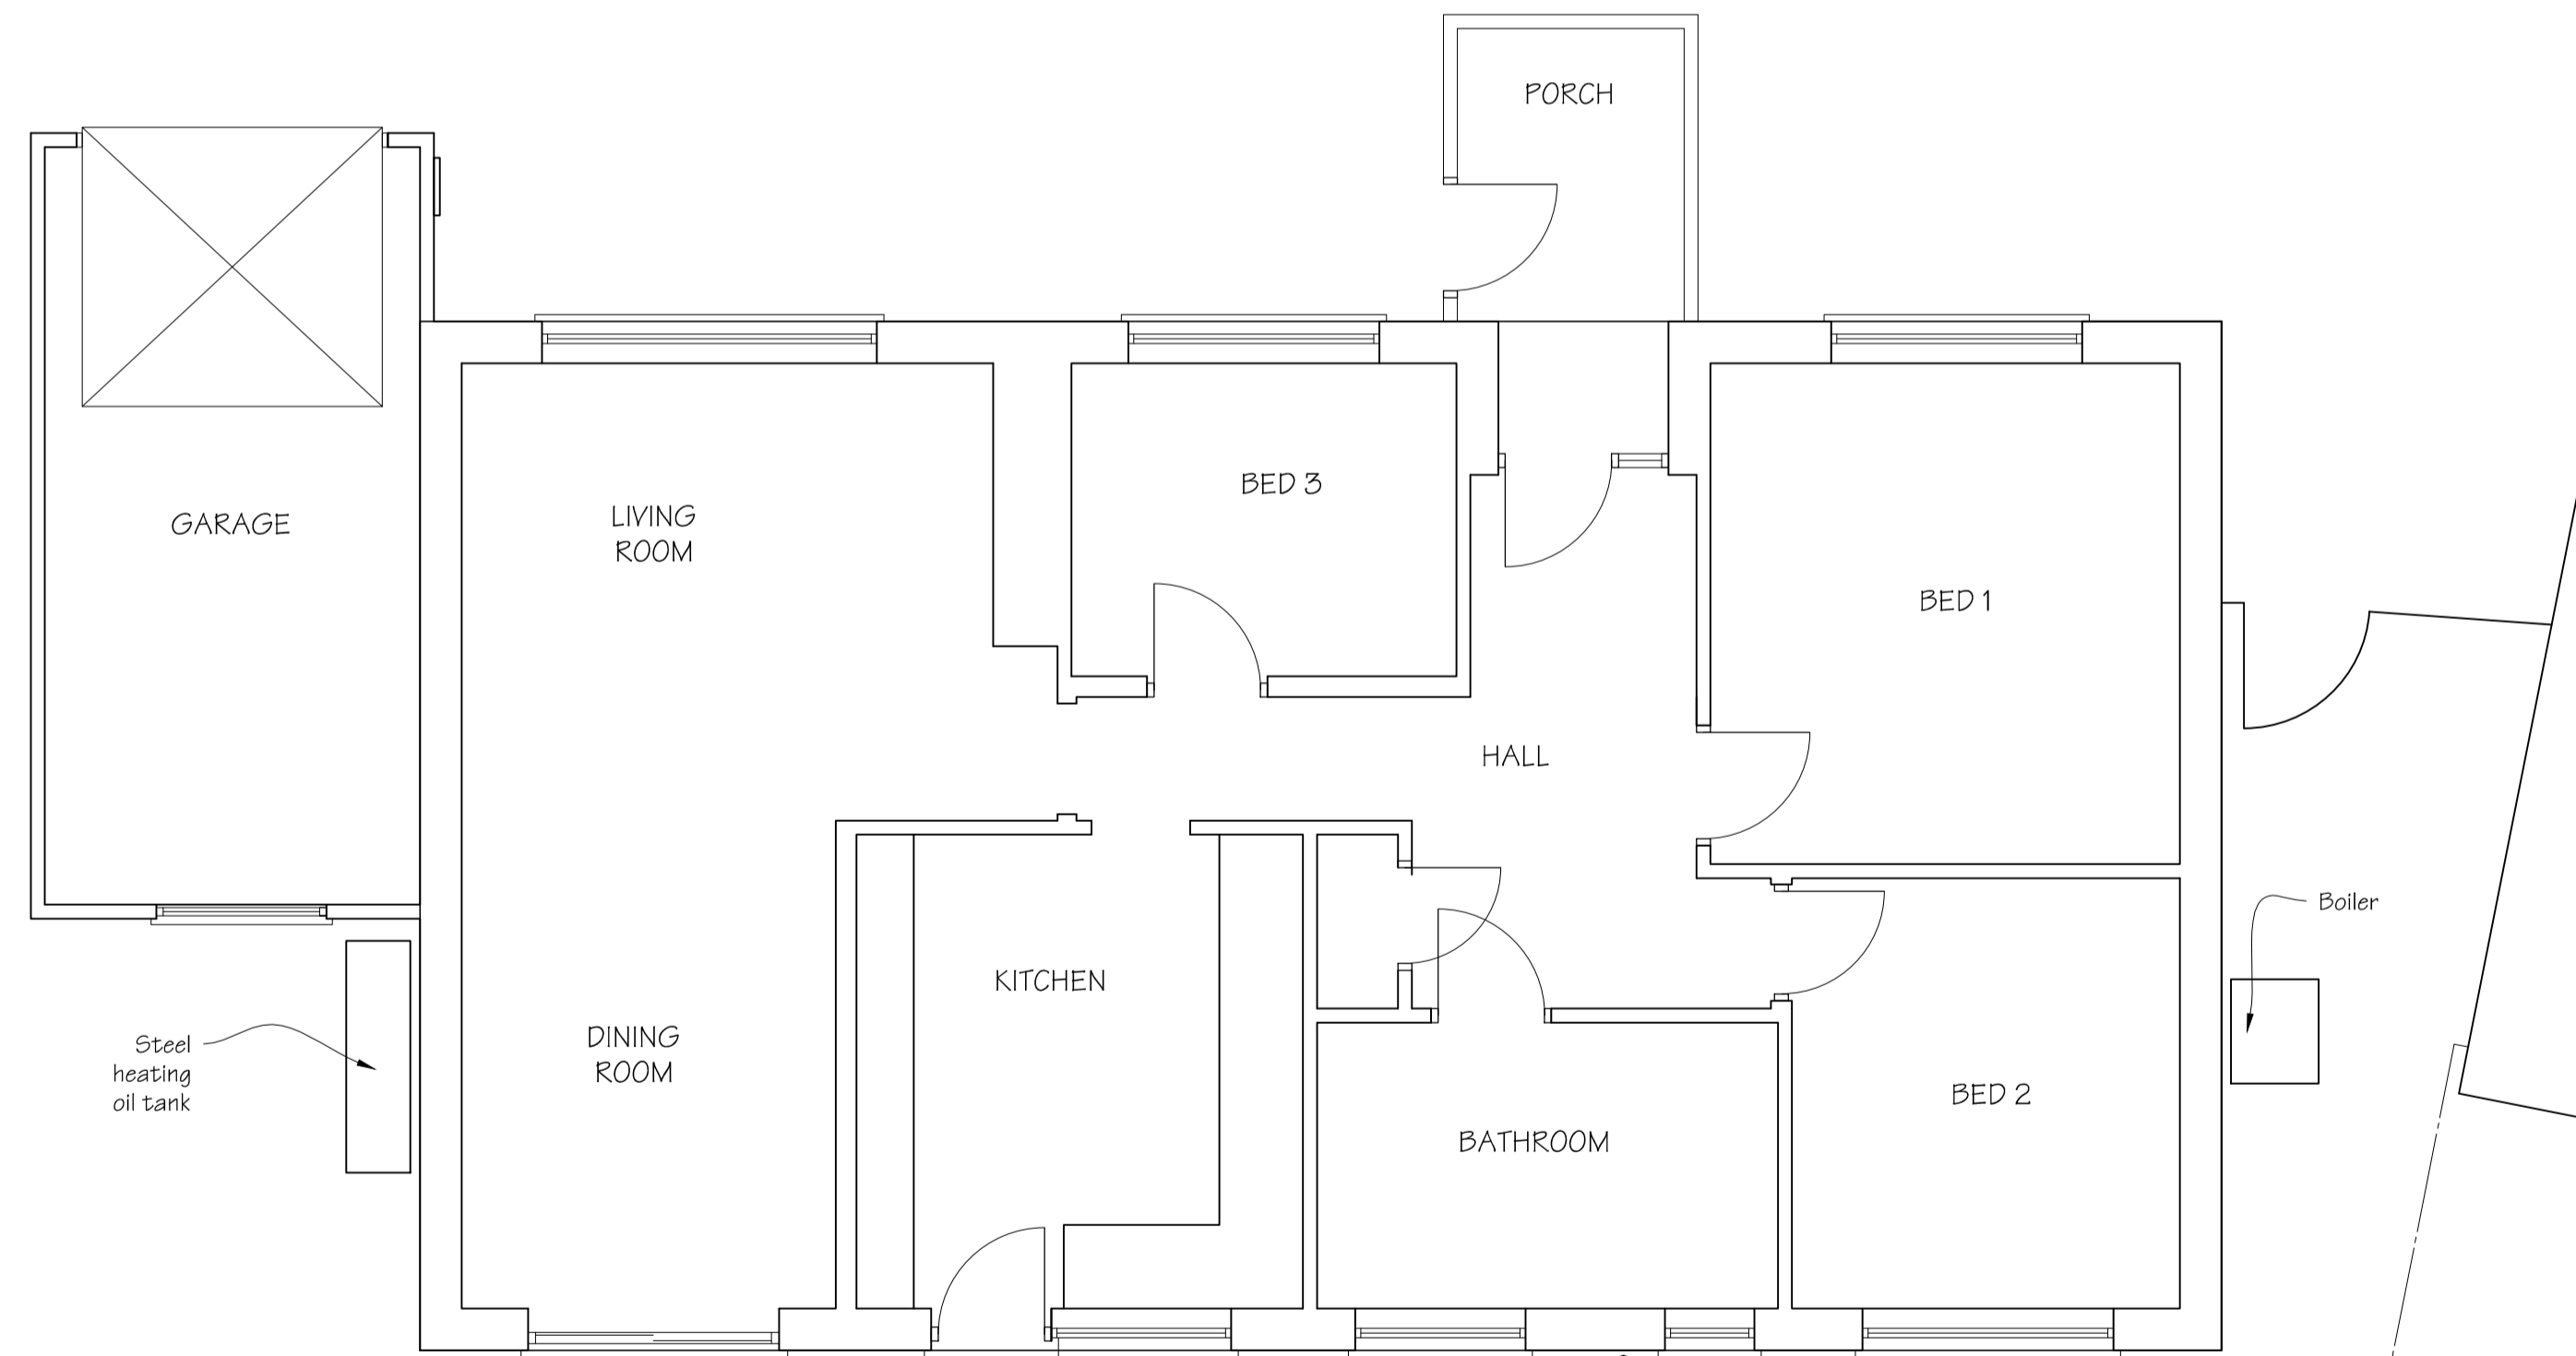 PORCH
GARAGE
LIVING
ROOM
BED 3
BED 1
HALL
Boiler
KITCHEN
Steel
heating
oil tank
DINING
ROOM
BATHROOM
BED 2